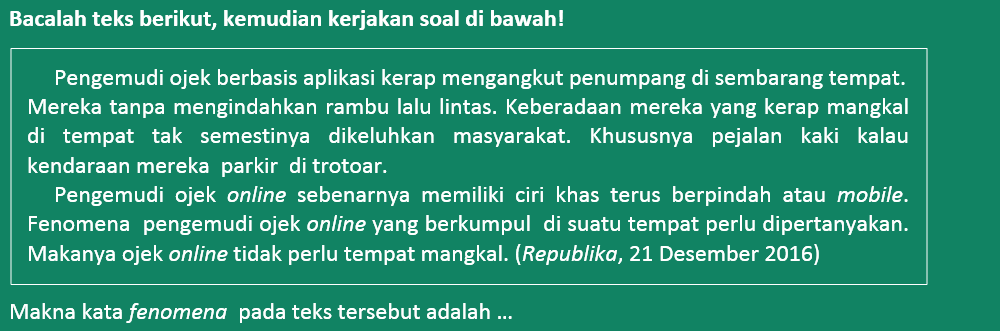 Bacalah teks berikut, kemudian kerjakan soal di bawah!
Pengemudi ojek berbasis aplikasi kerap mengangkut penumpang di sembarang tempat.
Mereka tanpa mengindahkan rambu lalu lintas. Keberadaan mereka yang kerap mangkal
di tempat tak semestinya dikeluhkan masyarakat. Khususnya pejalan kaki kalau
kendaraan mereka parkir di trotoar.
Pengemudi ojek online sebenarnya memiliki ciri khas terus berpindah atau mobile.
Fenomena pengemudi ojek online yang berkumpul di suatu tempat perlu dipertanyakan.
Makanya ojek online tidak perlu tempat mangkal. (Republika, 21 Desember 2016)
Makna kata fenomena pada teks tersebut adalah ...